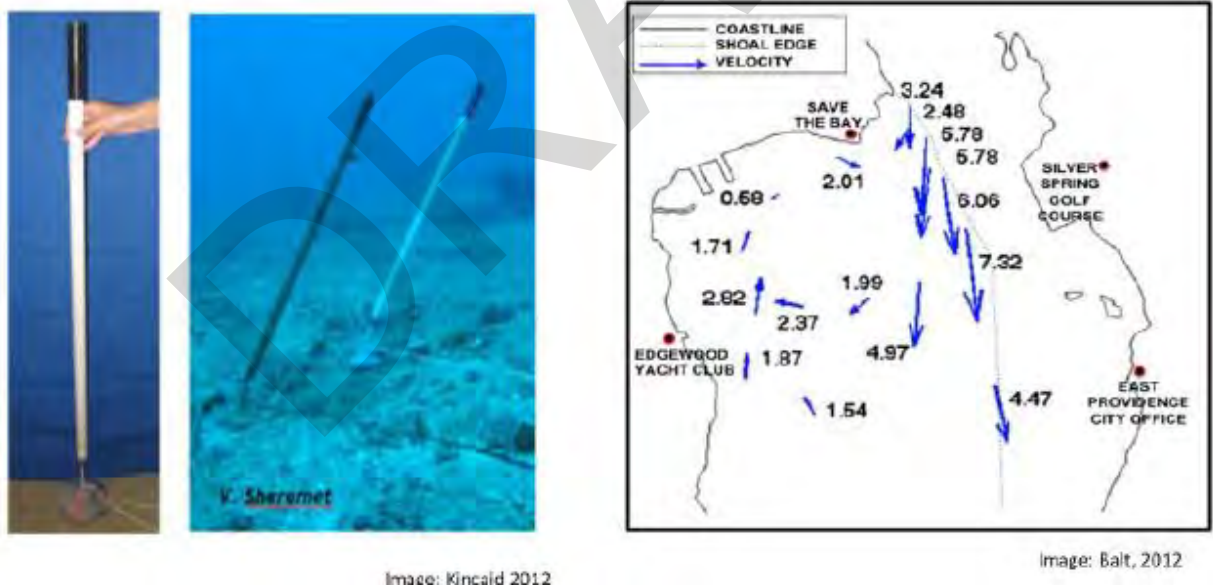 DRA
V. Sheremet
Image: Kincaid 2012
COASTLINE
SHOAL EDGE
VELOCITY
3.24
SAVE
THE BAY
2.48
5.78
5.78
SILVER
SPRING
GOLF
COURSE
2.01
0.68
6.06
1.71
7.32
1.99
2.82
2.37
EDGEWOOD
YACHT CLUB
1.87
4.97
1.54
4.47
EAST
PROVIDENCE
CITY OFFICE
Image: Balt, 2012